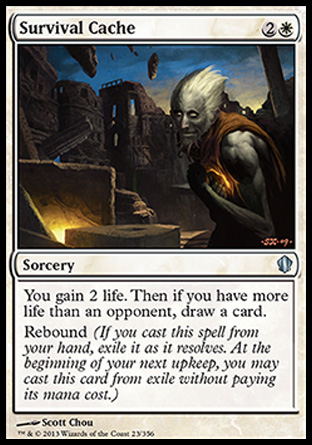 Survival Cache 2
Sorcery
You gain 2 life. Then if you have more
life than an opponent, draw a card.
Rebound (If you cast this spell from
your hand, exile it as it resolves. At the
beginning of your next upkeep, you may
cast this card from exile without paying
its mana cost.)
Scott Chou
™ & © 2013 Wizards of the Coast 23/356